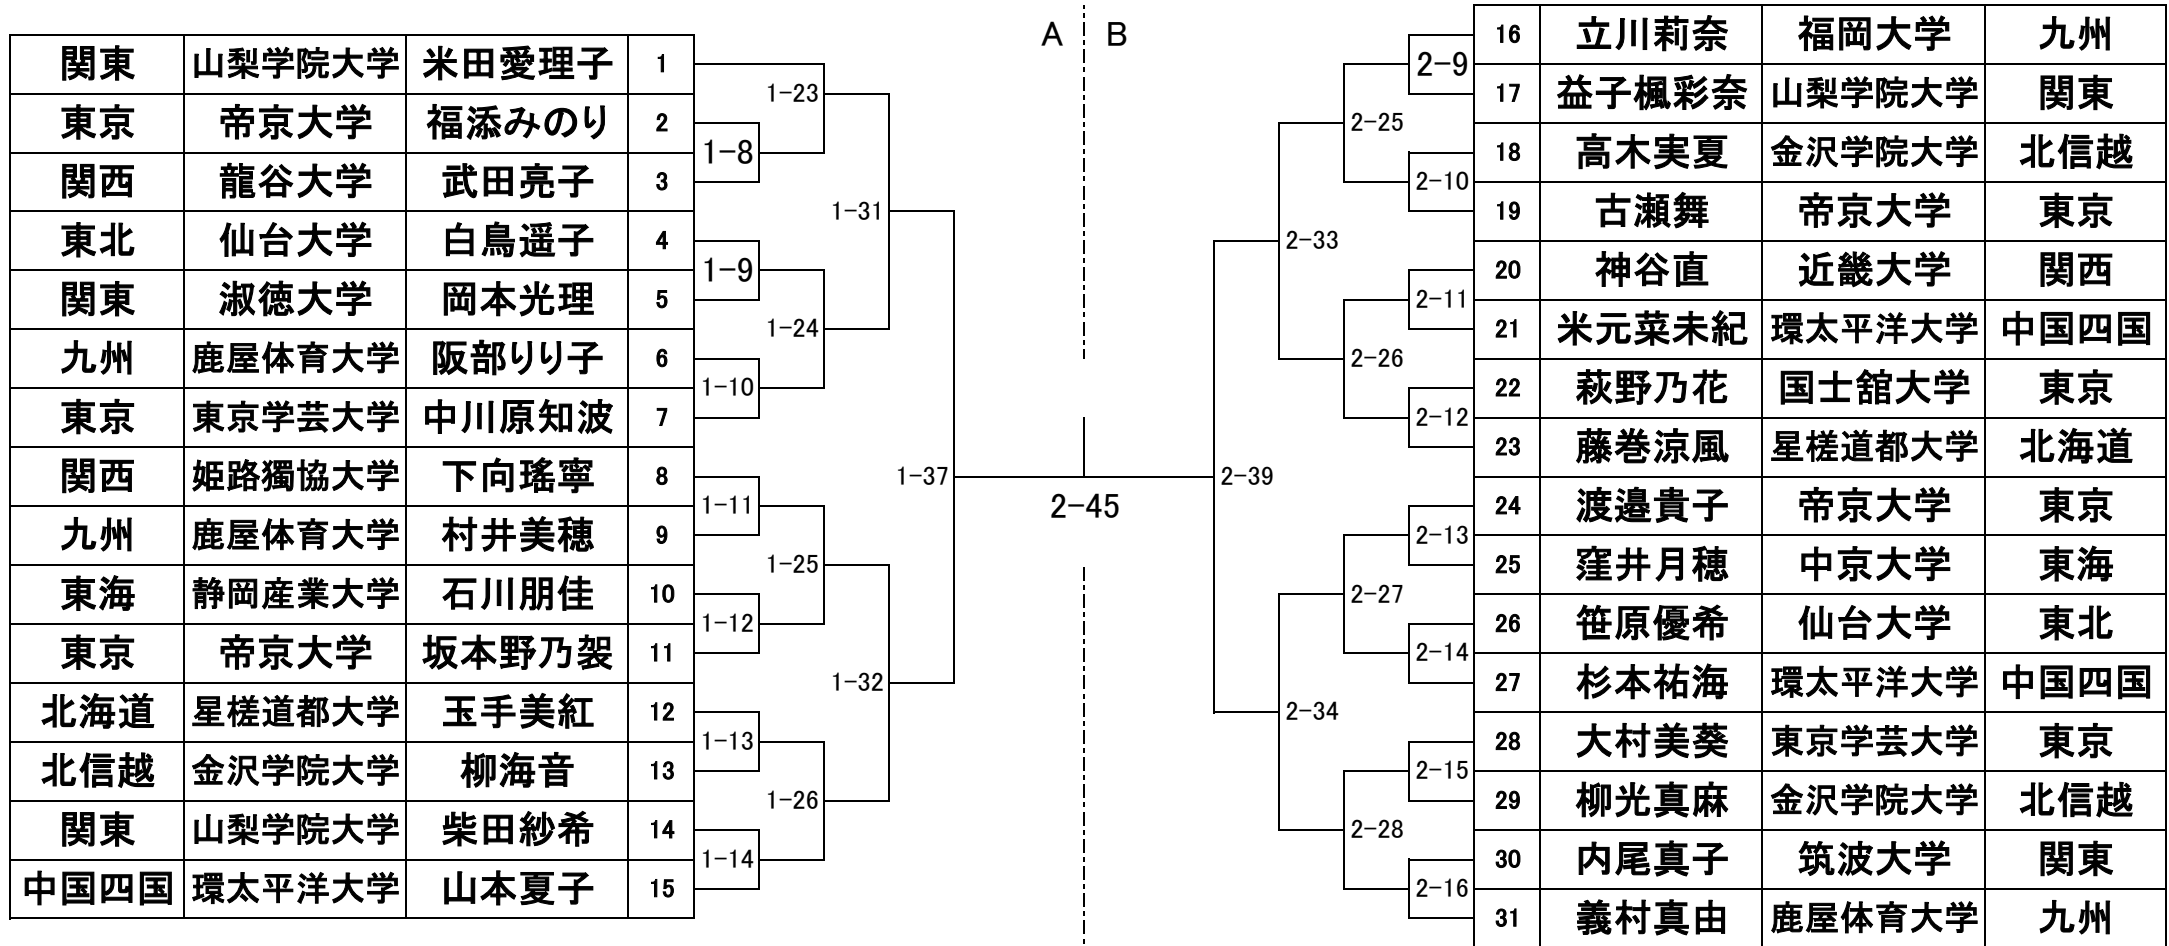 A B
関東 山梨学院大学 米田愛理子 1
東京 帝京大学 福添みのり 2
関西 龍谷大学 武田亮子 3
東北 仙台大学 白鳥遥子 4
関東 淑徳大学 岡本光理 5
九州 鹿屋体育大学 阪部りり子 6
東京 東京学芸大学 中川原知波 7
関西 姫路獨協大学 下向瑤寧 8
九州 鹿屋体育大学 村井美穂 9
東海 静岡産業大学 石川朋佳 10
東京 帝京大学 坂本野乃袈 11
北海道 星槎道都大学 玉手美紅 12
北信越 金沢学院大学 柳海音 13
関東 山梨学院大学 柴田紗希 14
中国四国 環太平洋大学 山本夏子 15
1-23
1-8
1-31
1-9
1-24
1-10
1-37
1-11
1-25
1-12
1-32
1-13
1-26
1-14
2-45
2-9
2-25
2-10
2-33
2-11
2-26
2-12
2-39
2-13
2-27
2-14
2-34
2-15
2-28
2-16
16 立川莉奈 福岡大学 九州
17 益子楓彩奈 山梨学院大学 関東
18 高木実夏 金沢学院大学 北信越
19 古瀬舞 帝京大学 東京
20 神谷直 近畿大学 関西
21 米元菜未紀 環太平洋大学 中国四国
22 萩野乃花 国士舘大学 東京
23 藤巻涼風 星槎道都大学 北海道
24 渡邉貴子 帝京大学 東京
25 窪井月穂 中京大学 東海
26 笹原優希 仙台大学 東北
27 杉本祐海 環太平洋大学 中国四国
28 大村美葵 東京学芸大学 東京
29 柳光真麻 金沢学院大学 北信越
30 内尾真子 筑波大学 関東
31 義村真由 鹿屋体育大学 九州